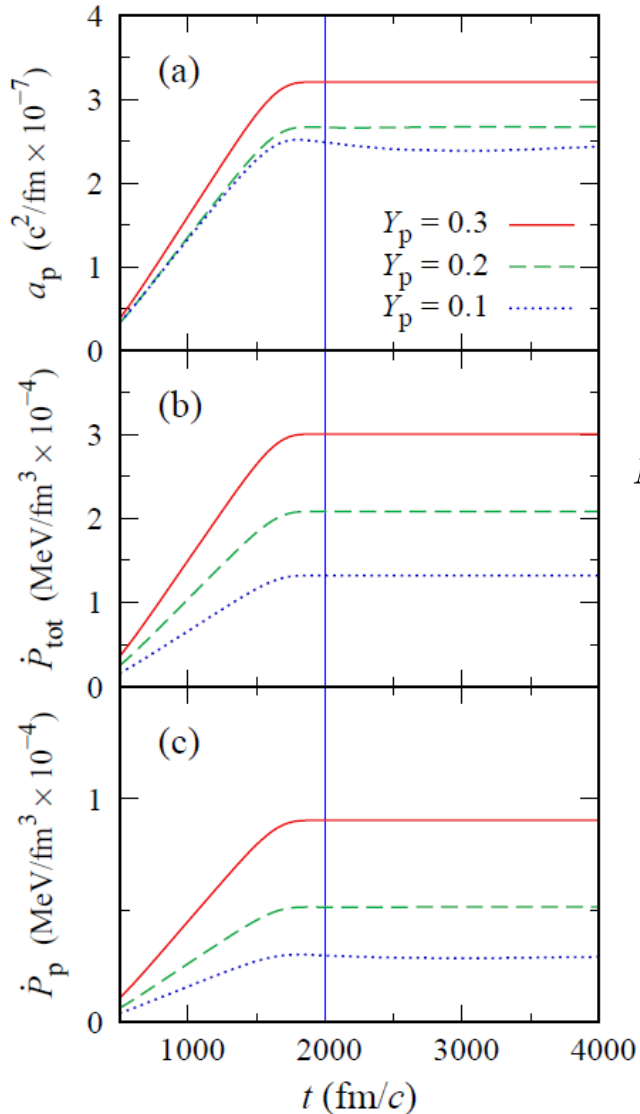 4
(a)
3
2
1
0
a_p (c²/fm × 10⁻⁷)
Y_p = 0.3
Y_p = 0.2
Y_p = 0.1
(b)
3
2
1
0
Ṗ_tot (MeV/fm³ × 10⁻⁴)
(c)
1
0
Ṗ_p (MeV/fm³ × 10⁻⁴)
1000 2000 3000 4000
t (fm/c)